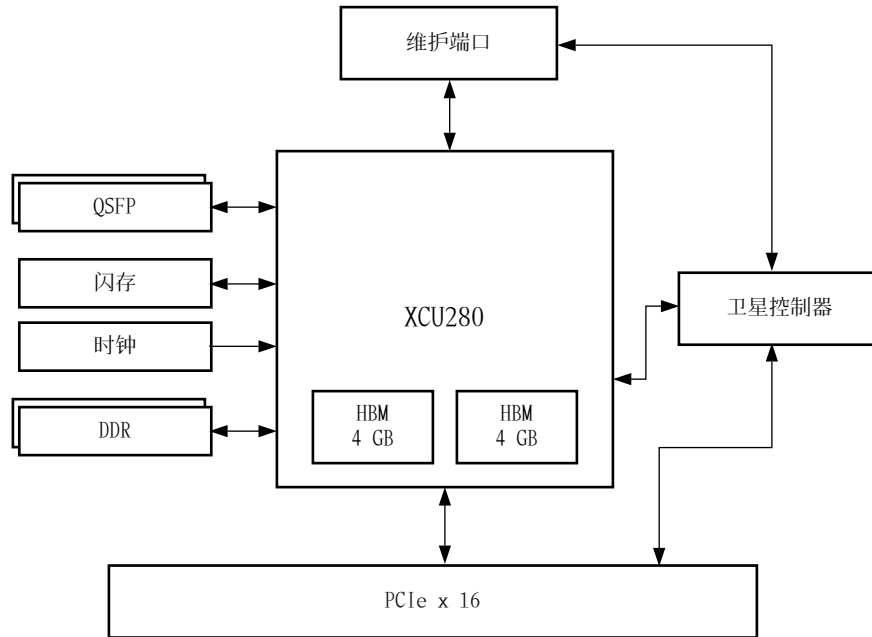 维护端口
QSFP
闪存
时钟
DDR
XCU280
HBM
4 GB
HBM
4 GB
卫星控制器
PCIe x 16